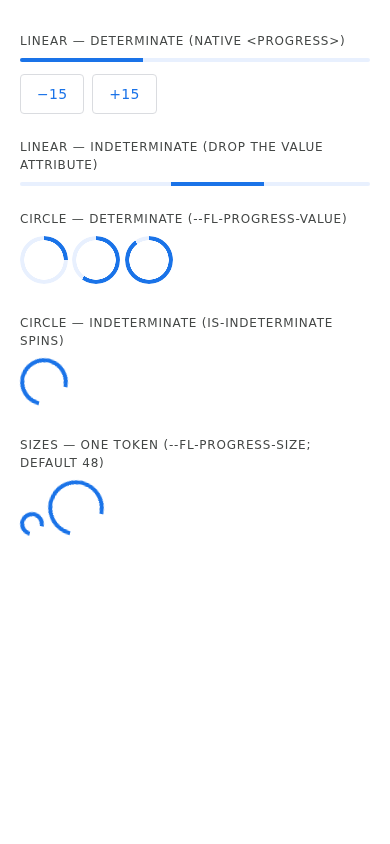 LINEAR — DETERMINATE (NATIVE <PROGRESS>)
−15
+15
LINEAR — INDETERMINATE (DROP THE VALUE
ATTRIBUTE)
CIRCLE — DETERMINATE (--FL-PROGRESS-VALUE)
CIRCLE — INDETERMINATE (IS-INDETERMINATE
SPINS)
SIZES — ONE TOKEN (--FL-PROGRESS-SIZE;
DEFAULT 48)